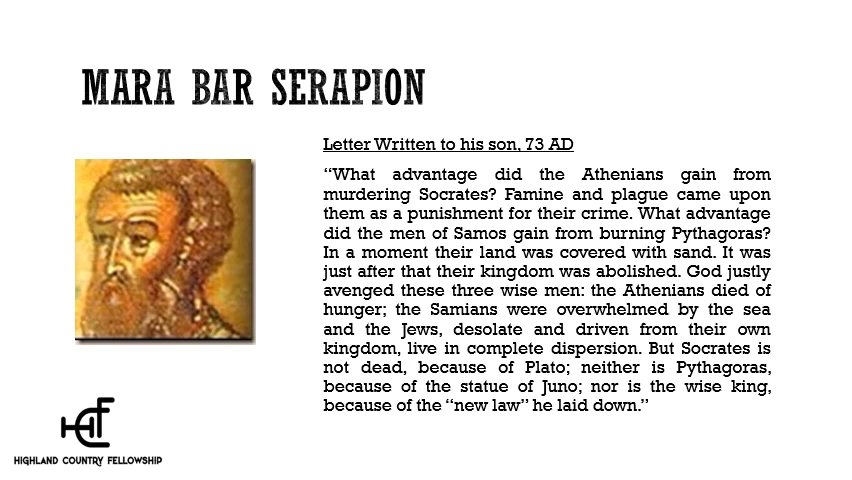 MARA BAR SERAPION
Letter Written to his son, 73 AD
“What advantage did the Athenians gain from
murdering Socrates? Famine and plague came upon
them as a punishment for their crime. What advantage
did the men of Samos gain from burning Pythagoras?
In a moment their land was covered with sand. It was
just after that their kingdom was abolished. God justly
avenged these three wise men: the Athenians died of
hunger; the Samians were overwhelmed by the sea
and the Jews, desolate and driven from their own
kingdom, live in complete dispersion. But Socrates is
not dead, because of Plato; neither is Pythagoras,
because of the statue of Juno; nor is the wise king,
because of the “new law” he laid down.”
HCF
HIGHLAND COUNTRY FELLOWSHIP